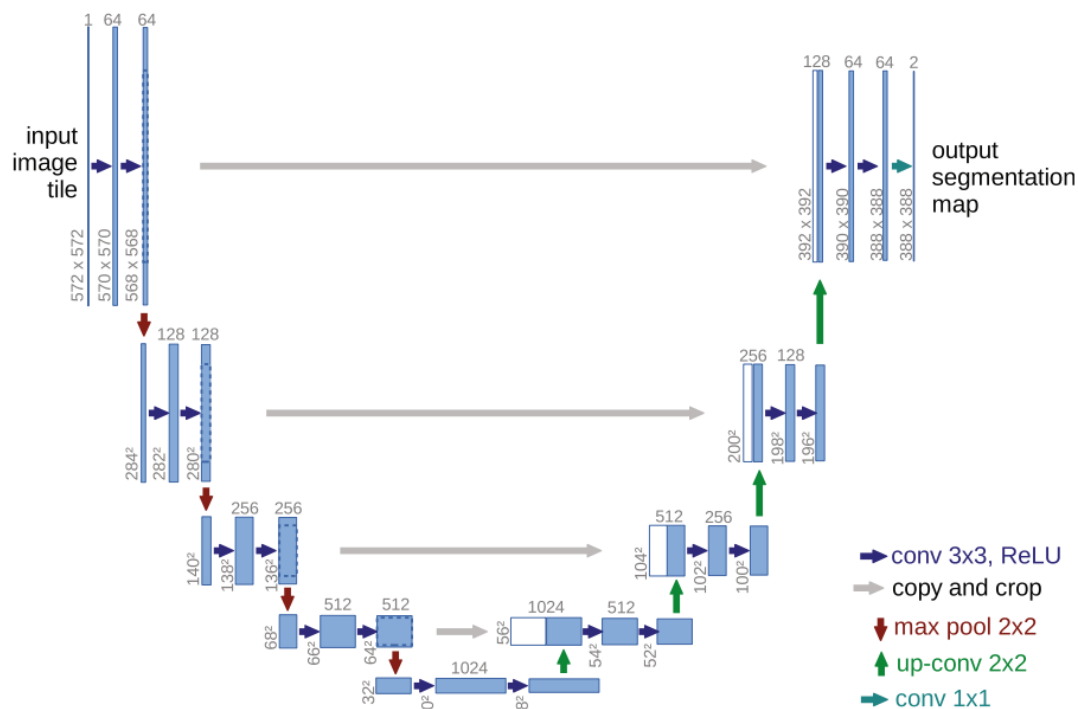 1 64 64
128 64 64 2
input
image
tile
output
segmentation
map
572 x 572
570 x 570
568 x 568
392 x 392
390 x 390
388 x 388
388 x 388
128 128
256 128
284²
282²
280²
200²
198²
196²
256 256
512 256
140²
138²
136²
104²
102²
100²
conv 3x3, ReLU
copy and crop
max pool 2x2
up-conv 2x2
conv 1x1
512 512
1024 512
68²
66²
64²
56²
54²
52²
1024
32²
0²
8²